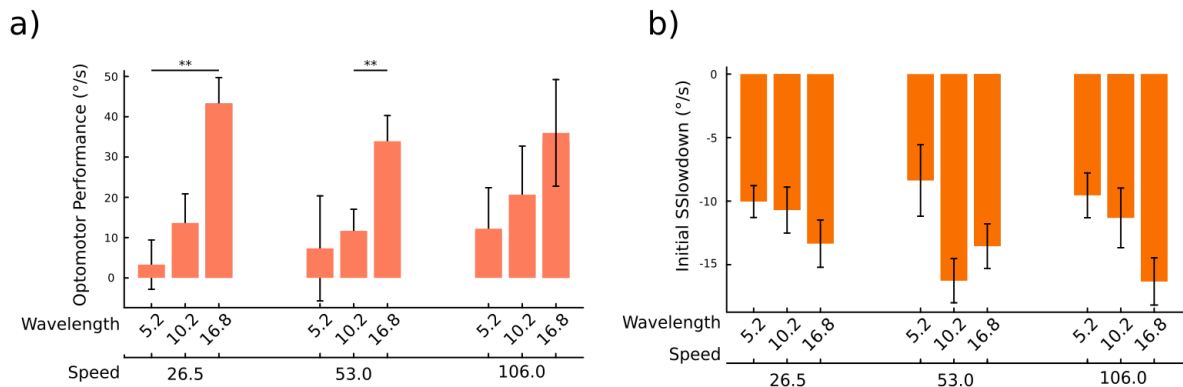 a)
**
**
50
40
30
20
10
0
Optomotor Performance (°/s)
Wavelength
5.2 10.2 16.8 5.2 10.2 16.8 5.2 10.2 16.8
Speed
26.5 53.0 106.0
b)
0
-5
-10
-15
Initial SSlowdown (°/s)
Wavelength
5.2 10.2 16.8 5.2 10.2 16.8 5.2 10.2 16.8
Speed
26.5 53.0 106.0